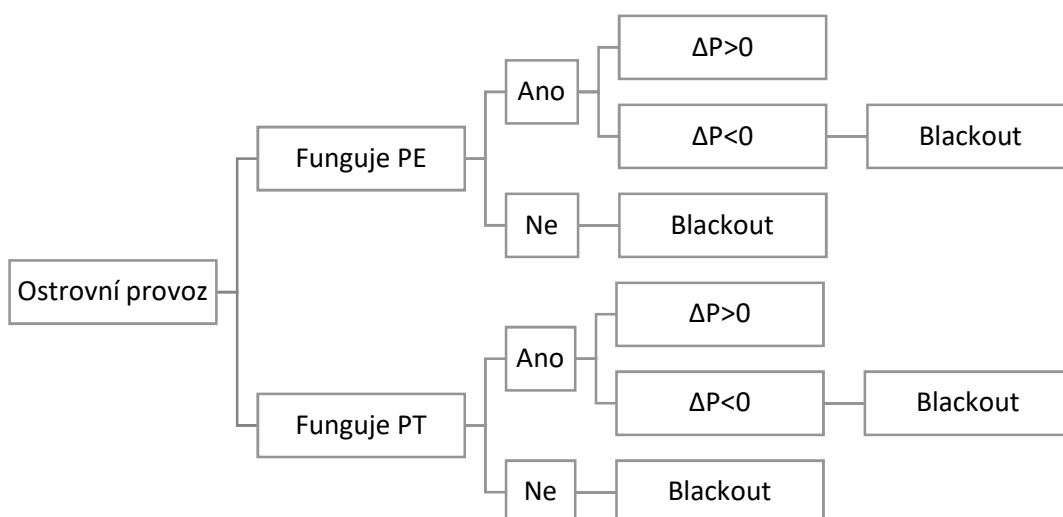 Ostrovní provoz
Funguje PE
Ano
ΔP>0
ΔP<0
Blackout
Ne
Blackout
Funguje PT
Ano
ΔP>0
ΔP<0
Blackout
Ne
Blackout